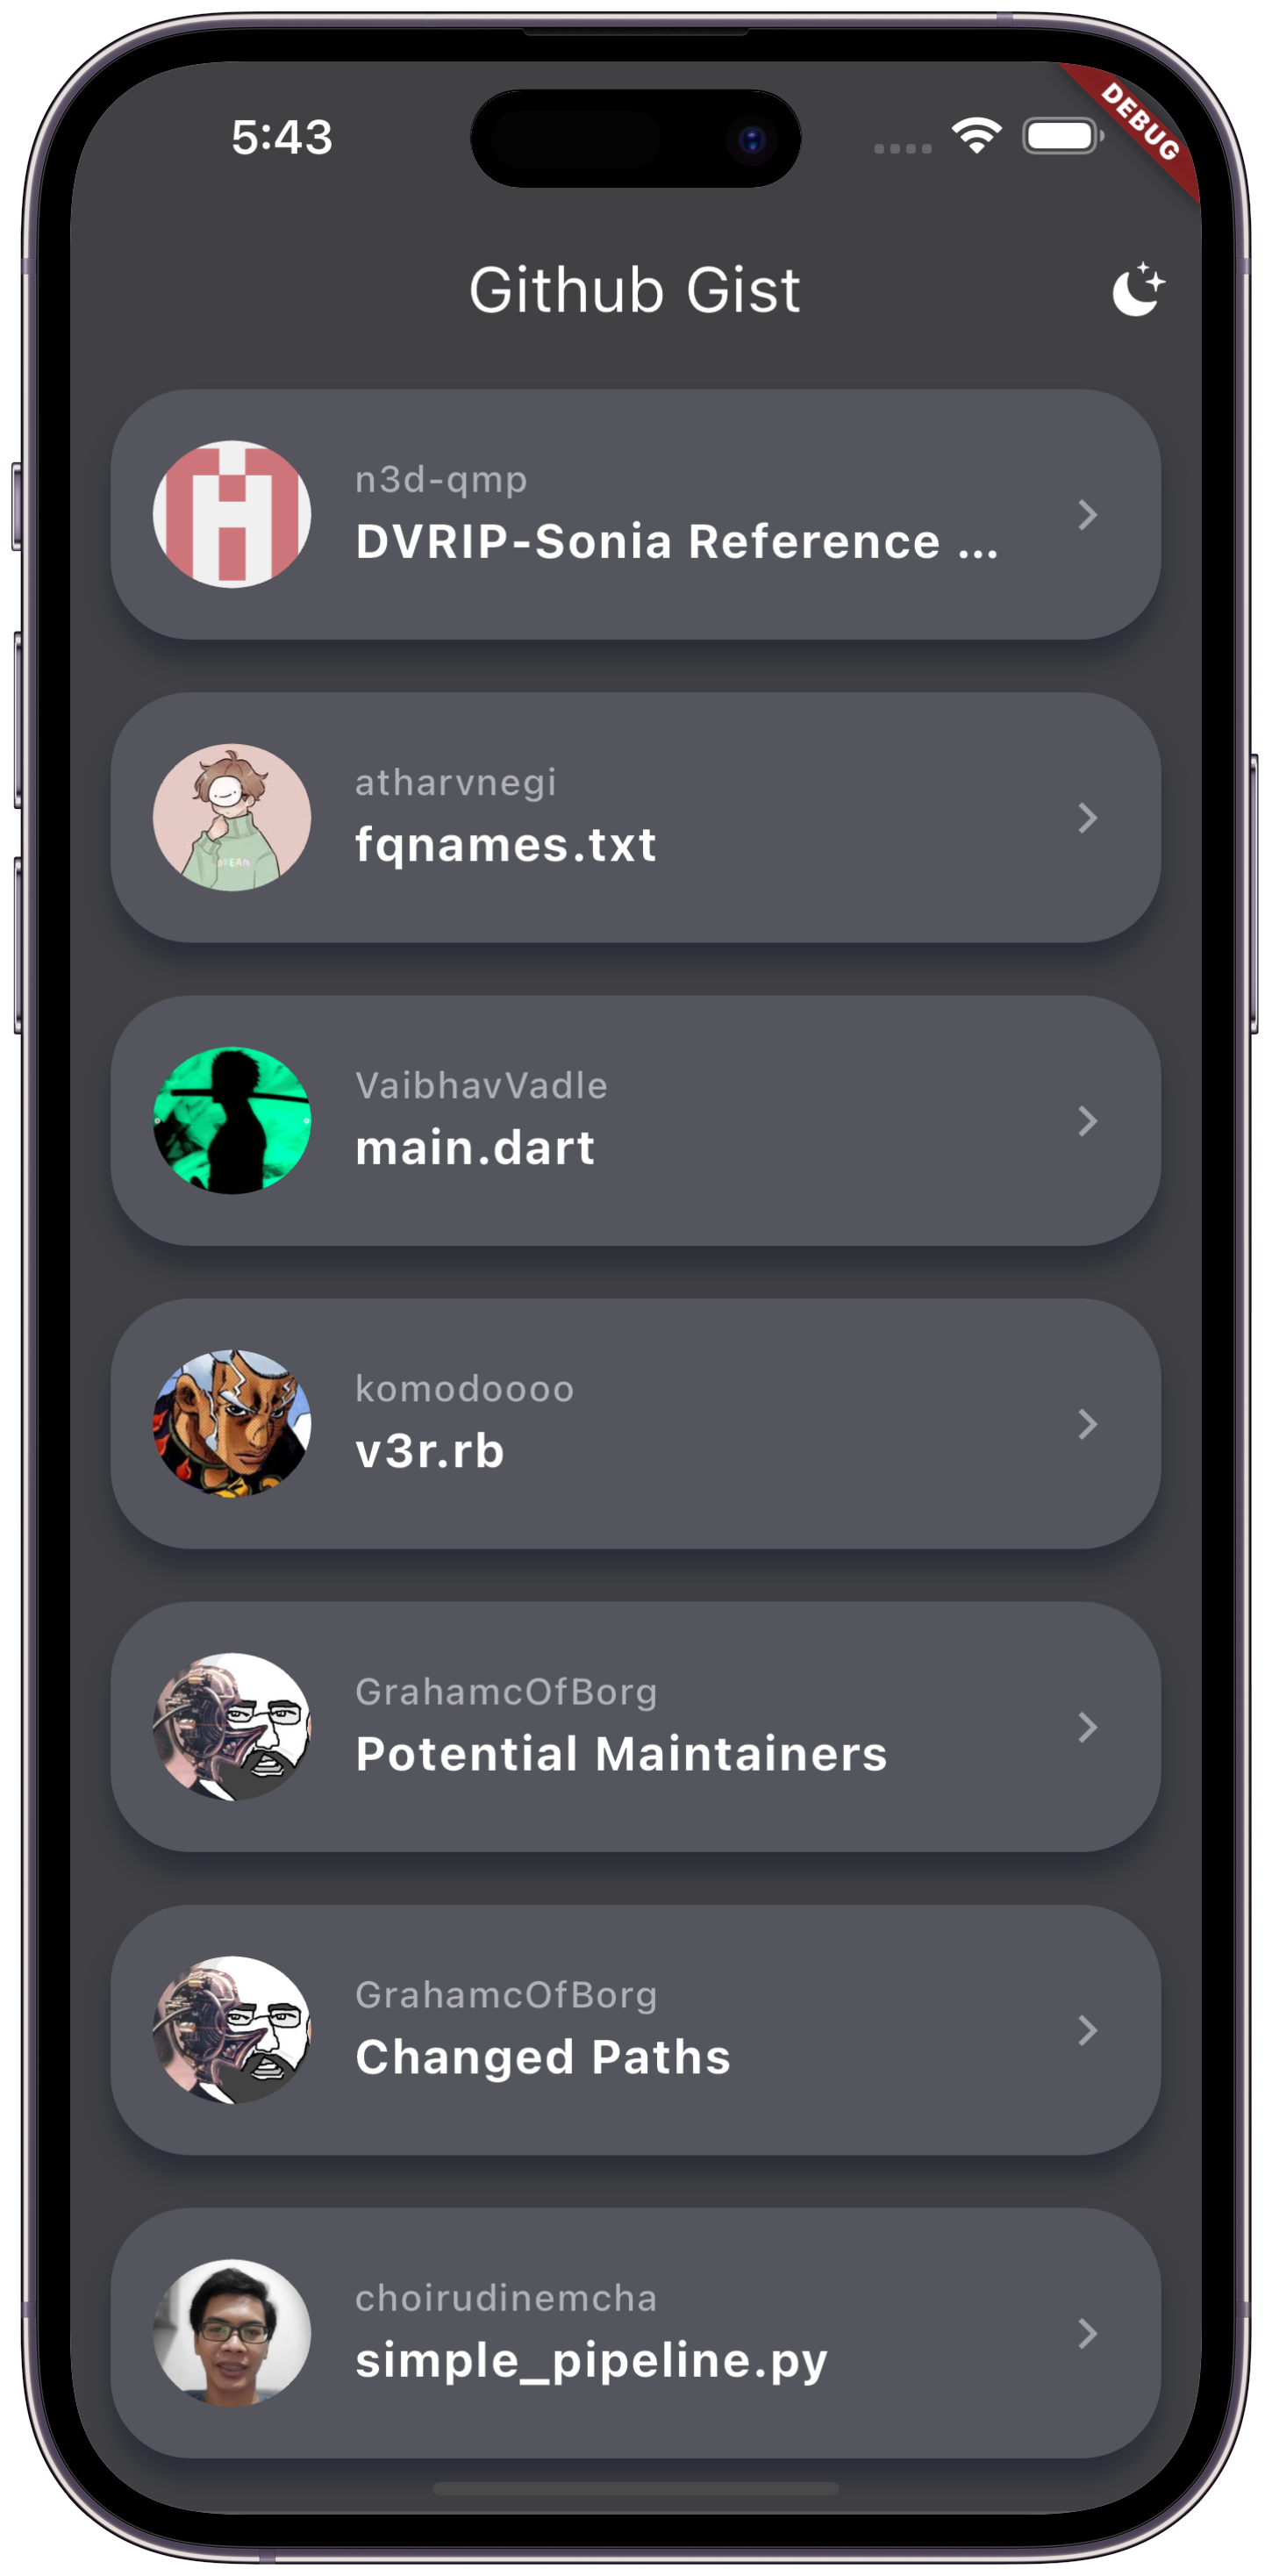 5:43
DEBUG
Github Gist
n3d-qmp
DVRIP-Sonia Reference ...
atharvnegi
fqnames.txt
DREAM
VaibhavVadle
main.dart
komodoooo
v3r.rb
GrahamcOfBorg
Potential Maintainers
GrahamcOfBorg
Changed Paths
choirudinemcha
simple_pipeline.py